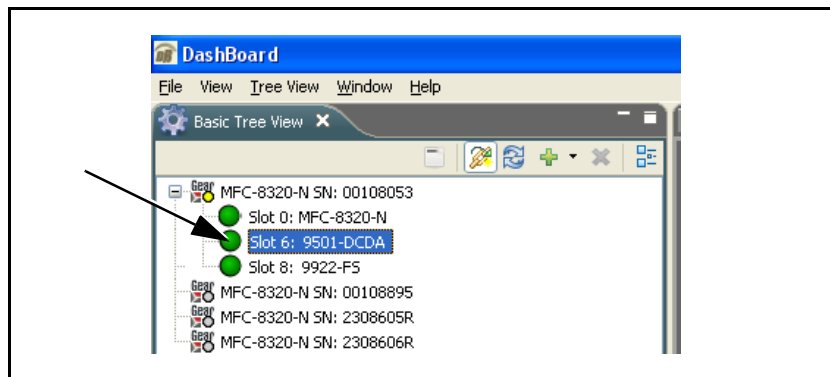 DashBoard
File View Tree View Window Help
Basic Tree View
Gear MFC-8320-N SN: 00108053
Slot 0: MFC-8320-N
Slot 6: 9501-DCDA
Slot 8: 9922-FS
Gear MFC-8320-N SN: 00108895
Gear MFC-8320-N SN: 2308605R
Gear MFC-8320-N SN: 2308606R